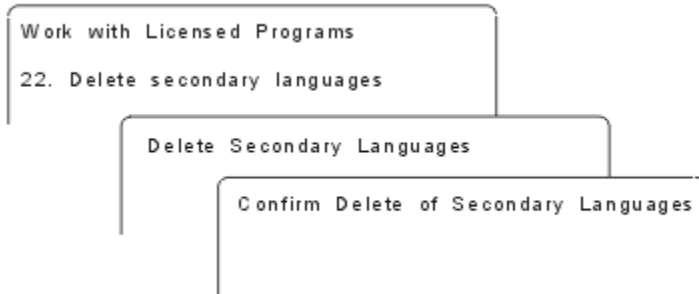 Work with Licensed Programs
22. Delete secondary languages
Delete Secondary Languages
Confirm Delete of Secondary Languages